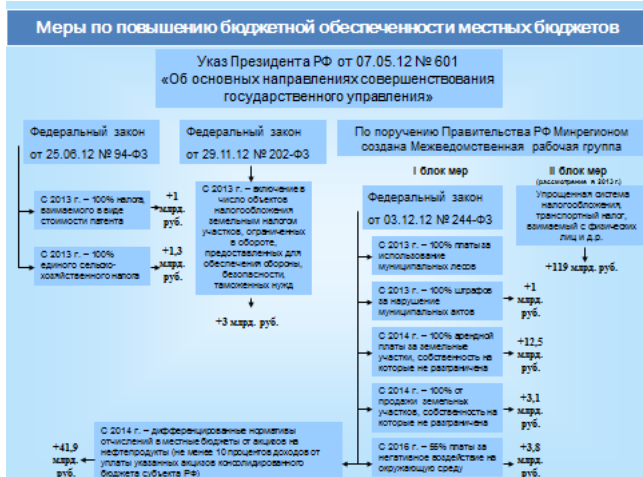 Меры по повышению бюджетной обеспеченности местных бюджетов
Указ Президента РФ от 07.05.12 № 601
«Об основных направлениях совершенствования
государственного управления»
Федеральный закон
от 25.06.12 № 94-ФЗ
С 2013 г. – 100% налога,
взимаемого в виде
стоимости патента
+1
млрд.
руб.
С 2013 г. – 100%
единого сельско-
хозяйственного налога
+1,3
млрд.
руб.
Федеральный закон
от 29.11.12 № 202-ФЗ
С 2013 г. – включение в
число объектов
налогообложения
земельным налогом
участков, ограниченных
в обороте,
предоставленных для
обеспечения обороны,
безопасности,
таможенных нужд
+3 млрд. руб.
По поручению Правительства РФ Минрегионом
создана Межведомственная рабочая группа
I блок мер
Федеральный закон
от 03.12.12 № 244-ФЗ
С 2013 г. – 100% платы за
использование
муниципальных лесов
С 2013 г. – 100% штрафов
за нарушение
муниципальных актов
+1
млрд.
руб.
С 2014 г. – 100% арендной
платы за земельные
участки, собственность на
которые не разграничена
+12,5
млрд.
руб.
С 2014 г. – 100% от
продажи земельных
участков, собственность на
которые не разграничена
+3,1
млрд.
руб.
С 2016 г. – 55% платы за
негативное воздействие на
окружающую среду
+3,8
млрд.
руб.
II блок мер
(рассмотрение в 2013 г.)
Упрощенная система
налогообложения,
транспортный налог,
взимаемый с физических
лиц и д.р.
+119 млрд. руб.
С 2014 г. – дифференцированные нормативы
отчислений в местные бюджеты от акцизов на
нефтепродукты (не менее 10 процентов доходов от
уплаты указанных акцизов консолидированного
бюджета субъекта РФ)
+41,9
млрд.
руб.